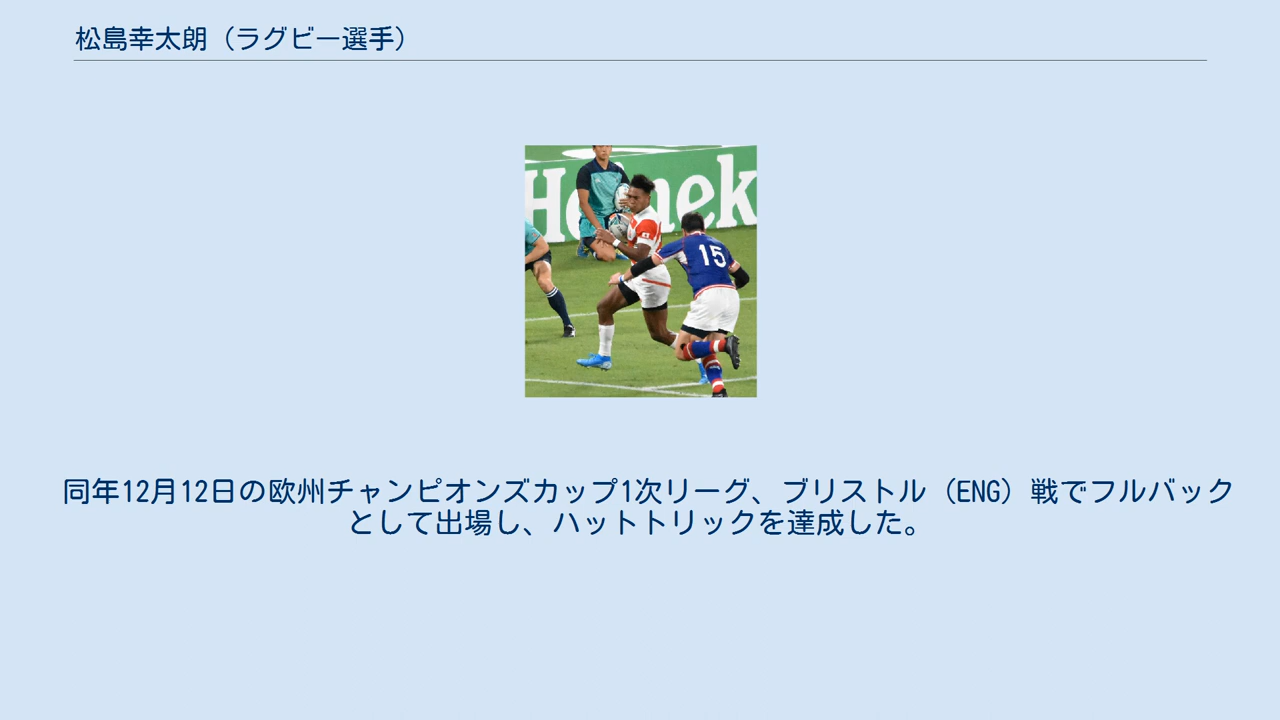 松島幸太朗（ラグビー選手）
Heinek
15
同年12月12日の欧州チャンピオンズカップ1次リーグ、ブリストル（ENG）戦でフルバック
として出場し、ハットトリックを達成した。